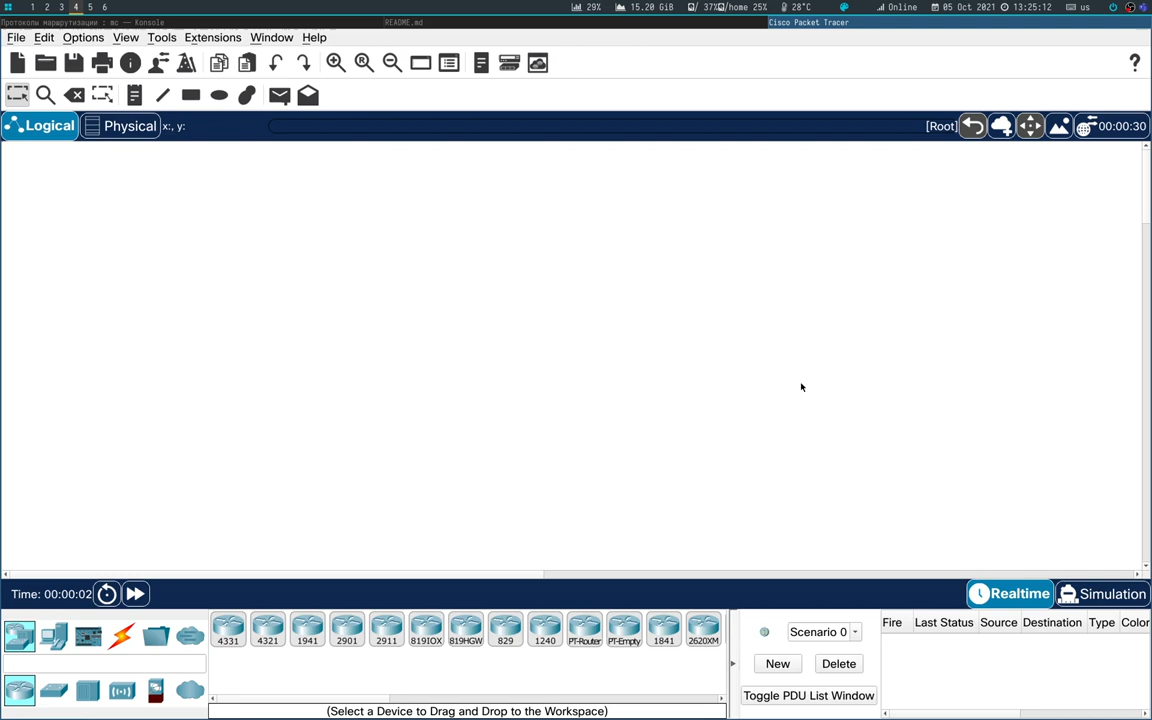 1 2 3 4 5 6 29% 15.20 GiB / 37% /home 25% 28°C Online 05 Oct 2021 13:25:12 us
Протоколы маршрутизации : mc — Konsole README.md Cisco Packet Tracer
File Edit Options View Tools Extensions Window Help
?
Logical Physical x:, y: [Root] 00:00:30
Time: 00:00:02 Realtime Simulation
4331 4321 1941 2901 2911 819IOX 819HGW 829 1240 PT-Router PT-Empty 1841 2620XM
Fire Last Status Source Destination Type Color
Scenario 0
New Delete
Toggle PDU List Window
(Select a Device to Drag and Drop to the Workspace)